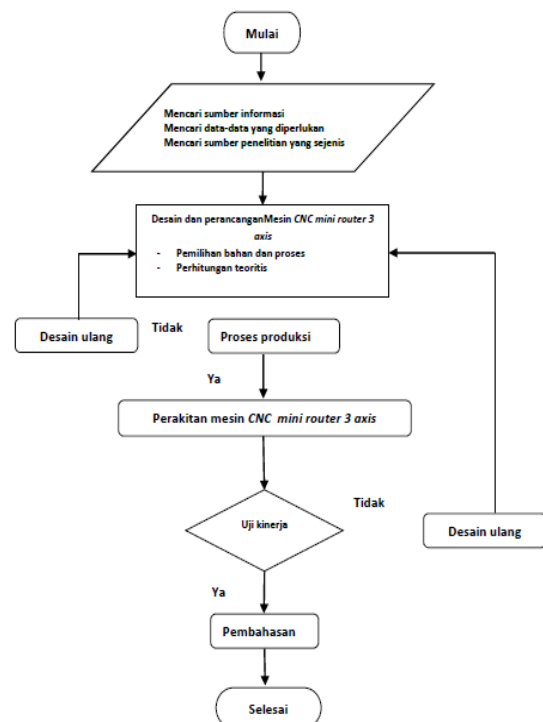 Mulai
Mencari sumber informasi
Mencari data-data yang diperlukan
Mencari sumber penelitian yang sejenis
Desain dan perancanganMesin CNC mini router 3
axis
- Pemilihan bahan dan proses
- Perhitungan teoritis
Desain ulang
Tidak
Proses produksi
Ya
Perakitan mesin CNC mini router 3 axis
Uji kinerja
Tidak
Desain ulang
Ya
Pembahasan
Selesai